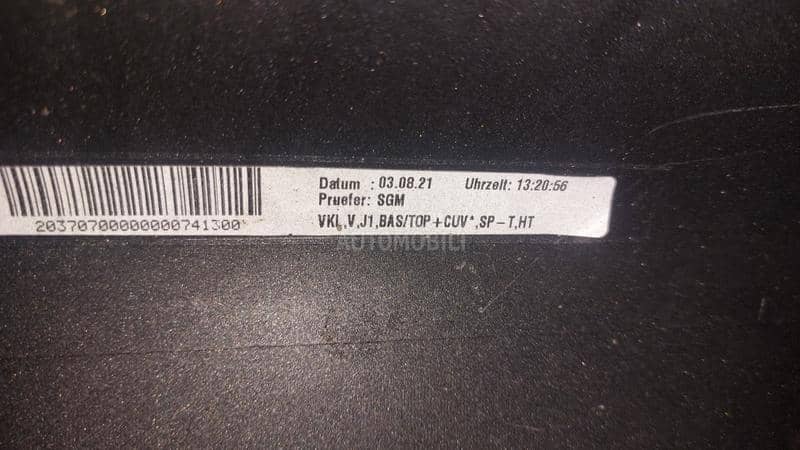 Datum : 03.08.21 Uhrzeit: 13:20:56
Pruefer: SGM
VKL,V,J1,BAS/TOP+CUV*,SP-T,HT
20370700000000741300
AUTOMOBILI